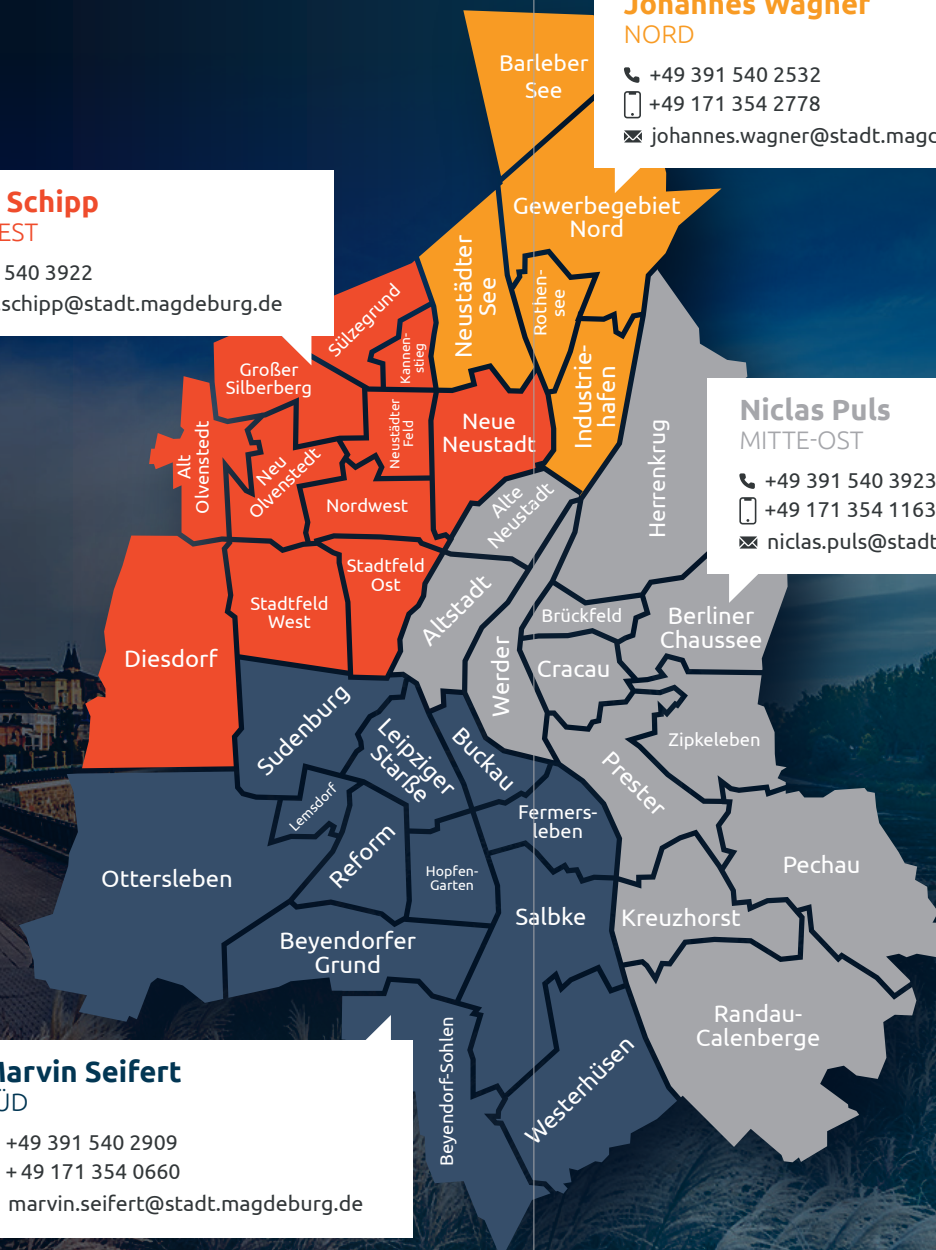 Johannes Wagner
NORD
+49 391 540 2532
+49 171 354 2778
johannes.wagner@stadt.magd
Barleber
See
Gewerbegebiet
Nord
Neustädter
See
Rothen-
see
Industrie-
hafen
Schipp
EST
540 3922
.schipp@stadt.magdeburg.de
Sülzegrund
Kannen-
stieg
Großer
Silberberg
Neustädter
Feld
Neue
Neustadt
Alt
Olvenstedt
Neu
Olvenstedt
Nordwest
Stadtfeld
Ost
Stadtfeld
West
Diesdorf
Niclas Puls
MITTE-OST
+49 391 540 3923
+49 171 354 1163
niclas.puls@stadt
Herrenkrug
Alte
Neustadt
Altstadt
Werder
Brückfeld
Berliner
Chaussee
Cracau
Zipkeleben
Prester
Pechau
Kreuzhorst
Randau-
Calenberge
Sudenburg
Leipziger
Starße
Buckau
Lemsdorf
Fermers-
leben
Reform
Hopfen-
Garten
Ottersleben
Salbke
Beyendorfer
Grund
Beyendorf-Sohlen
Westerhüsen
Marvin Seifert
ÜD
+49 391 540 2909
+49 171 354 0660
marvin.seifert@stadt.magdeburg.de